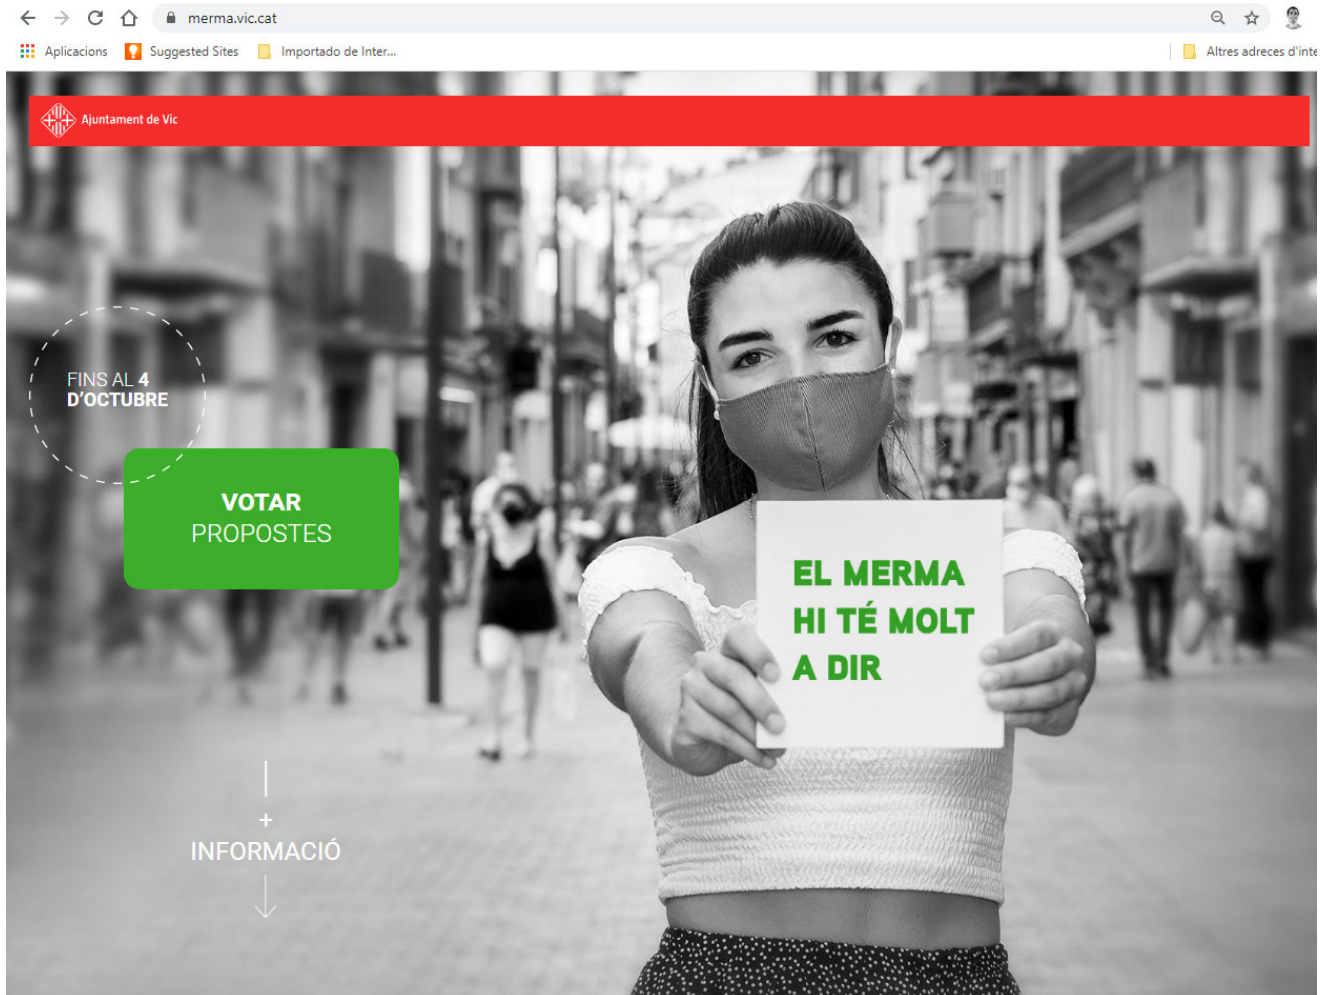 merma.vic.cat
Aplicacions Suggested Sites Importado de Inter... Altres adreces d'inte
Ajuntament de Vic
FINS AL 4
D'OCTUBRE
VOTAR
PROPOSTES
EL MERMA
HI TÉ MOLT
A DIR
+
INFORMACIÓ